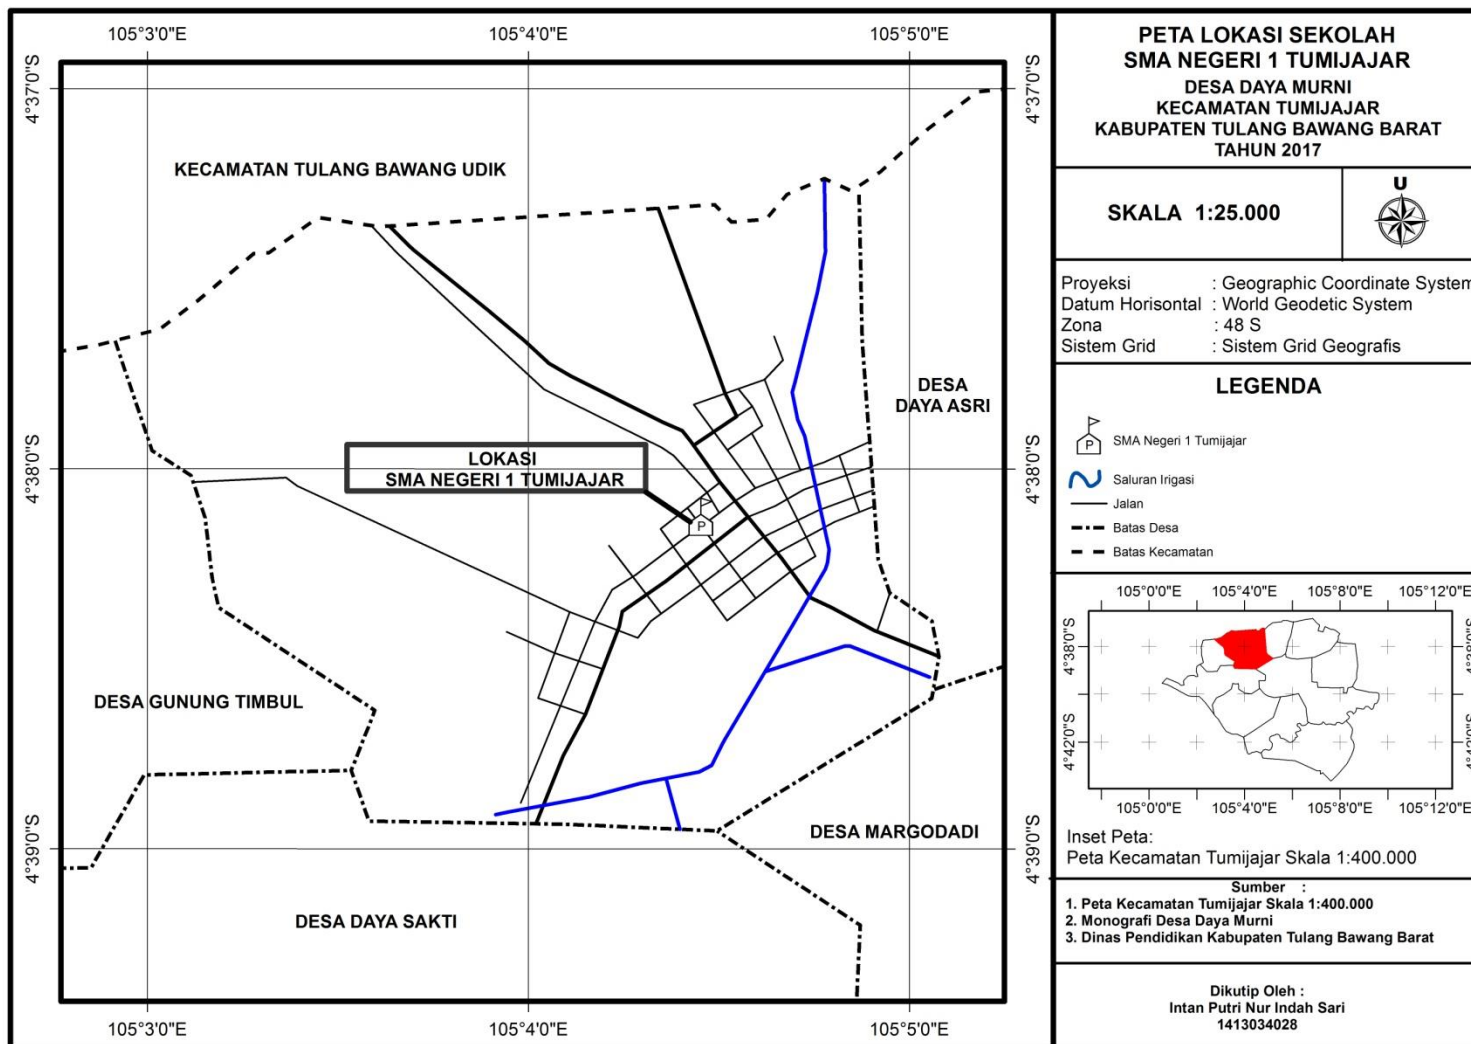 105°3'0"E 105°4'0"E 105°5'0"E
4°37'0"S 4°37'0"S
KECAMATAN TULANG BAWANG UDIK
DESA
DAYA ASRI
4°38'0"S 4°38'0"S
LOKASI
SMA NEGERI 1 TUMIJAJAR
P
DESA GUNUNG TIMBUL
DESA MARGODADI
4°39'0"S 4°39'0"S
DESA DAYA SAKTI
105°3'0"E 105°4'0"E 105°5'0"E
PETA LOKASI SEKOLAH
SMA NEGERI 1 TUMIJAJAR
DESA DAYA MURNI
KECAMATAN TUMIJAJAR
KABUPATEN TULANG BAWANG BARAT
TAHUN 2017
SKALA 1:25.000
U
Proyeksi : Geographic Coordinate System
Datum Horisontal : World Geodetic System
Zona : 48 S
Sistem Grid : Sistem Grid Geografis
LEGENDA
P SMA Negeri 1 Tumijajar
Saluran Irigasi
Jalan
Batas Desa
Batas Kecamatan
105°0'0"E 105°4'0"E 105°8'0"E 105°12'0"E
4°38'0"S 4°38'0"S
4°42'0"S 4°42'0"S
105°0'0"E 105°4'0"E 105°8'0"E 105°12'0"E
Inset Peta:
Peta Kecamatan Tumijajar Skala 1:400.000
Sumber :
1. Peta Kecamatan Tumijajar Skala 1:400.000
2. Monografi Desa Daya Murni
3. Dinas Pendidikan Kabupaten Tulang Bawang Barat
Dikutip Oleh :
Intan Putri Nur Indah Sari
1413034028